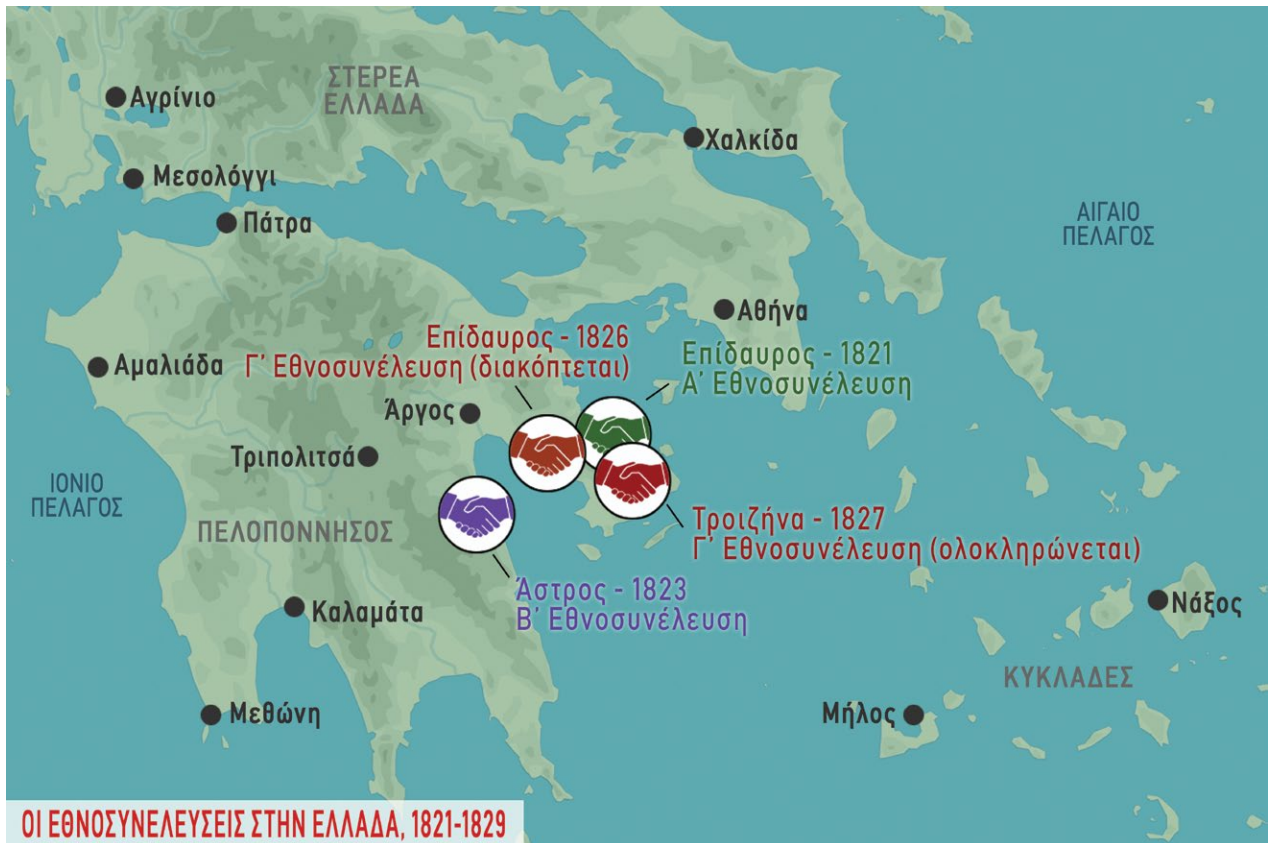 ΣΤΕΡΕΑ
ΕΛΛΑΔΑ
Αγρίνιο
Χαλκίδα
Μεσολόγγι
Πάτρα
ΑΙΓΑΙΟ
ΠΕΛΑΓΟΣ
Αθήνα
Επίδαυρος - 1826
Γ' Εθνοσυνέλευση (διακόπτεται)
Επίδαυρος - 1821
Α' Εθνοσυνέλευση
Αμαλιάδα
Άργος
Τριπολιτσά
ΙΟΝΙΟ
ΠΕΛΑΓΟΣ
ΠΕΛΟΠΟΝΝΗΣΟΣ
Τροιζήνα - 1827
Γ' Εθνοσυνέλευση (ολοκληρώνεται)
Άστρος - 1823
Β' Εθνοσυνέλευση
Καλαμάτα
Νάξος
ΚΥΚΛΑΔΕΣ
Μεθώνη
Μήλος
ΟΙ ΕΘΝΟΣΥΝΕΛΕΥΣΕΙΣ ΣΤΗΝ ΕΛΛΑΔΑ, 1821-1829